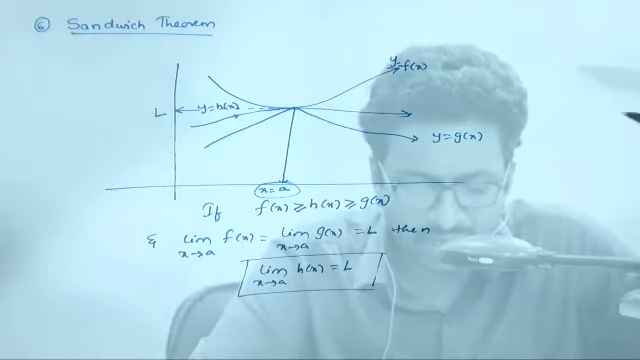 ⑥ Sandwich Theorem
y=f(x)
L
y=h(x)
y=g(x)
x=a
If f(x) ≥ h(x) ≥ g(x)
& lim x→a f(x) = lim x→a g(x) = L then
lim x→a h(x) = L